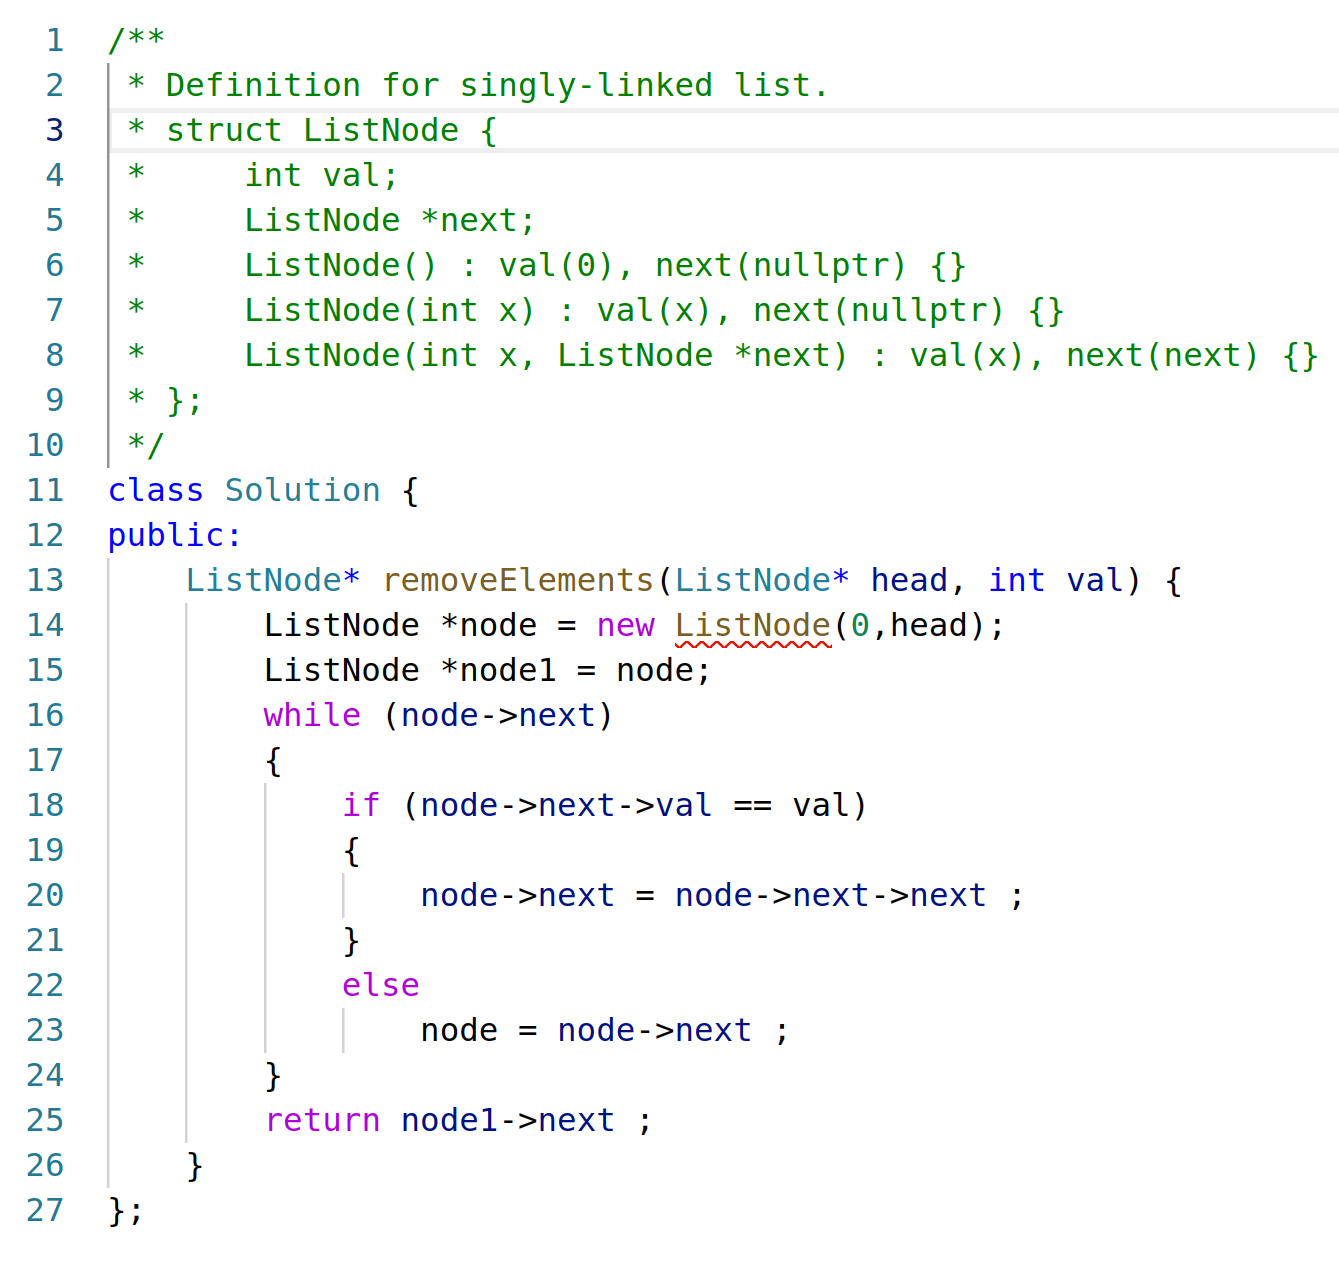 1 /**
2  * Definition for singly-linked list.
3  * struct ListNode {
4  *     int val;
5  *     ListNode *next;
6  *     ListNode() : val(0), next(nullptr) {}
7  *     ListNode(int x) : val(x), next(nullptr) {}
8  *     ListNode(int x, ListNode *next) : val(x), next(next) {}
9  * };
10  */
11 class Solution {
12 public:
13     ListNode* removeElements(ListNode* head, int val) {
14         ListNode *node = new ListNode(0,head);
15         ListNode *node1 = node;
16         while (node->next)
17         {
18             if (node->next->val == val)
19             {
20                 node->next = node->next->next ;
21             }
22             else
23                 node = node->next ;
24         }
25         return node1->next ;
26     }
27 };